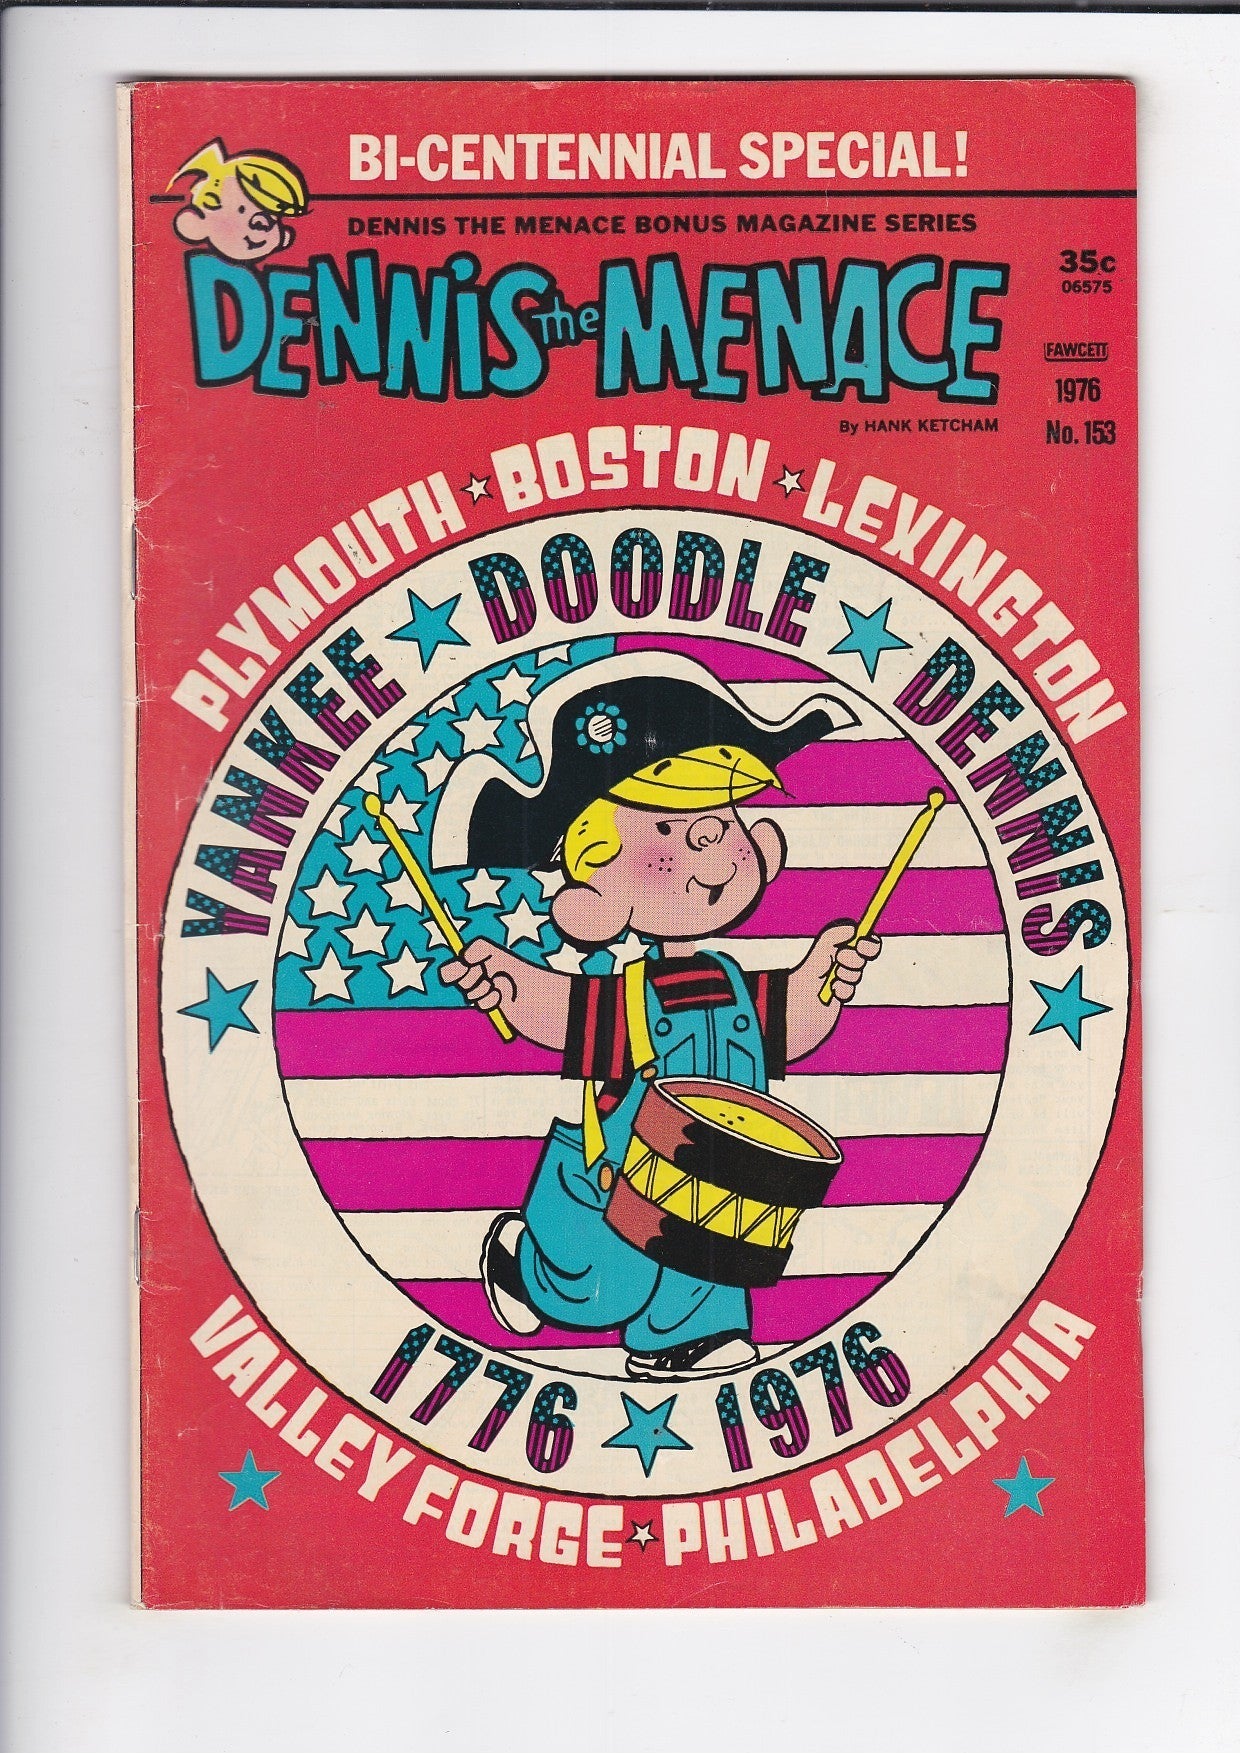 BI-CENTENNIAL SPECIAL!
DENNIS THE MENACE BONUS MAGAZINE SERIES
DENNIS the MENACE
35c
06575
FAWCETT
1976
No. 153
By HANK KETCHAM
PLYMOUTH ★ BOSTON ★ LEXINGTON
YANKEE ★ DOODLE ★ DENNIS
1776 ★ 1976
VALLEY FORGE ★ PHILADELPHIA